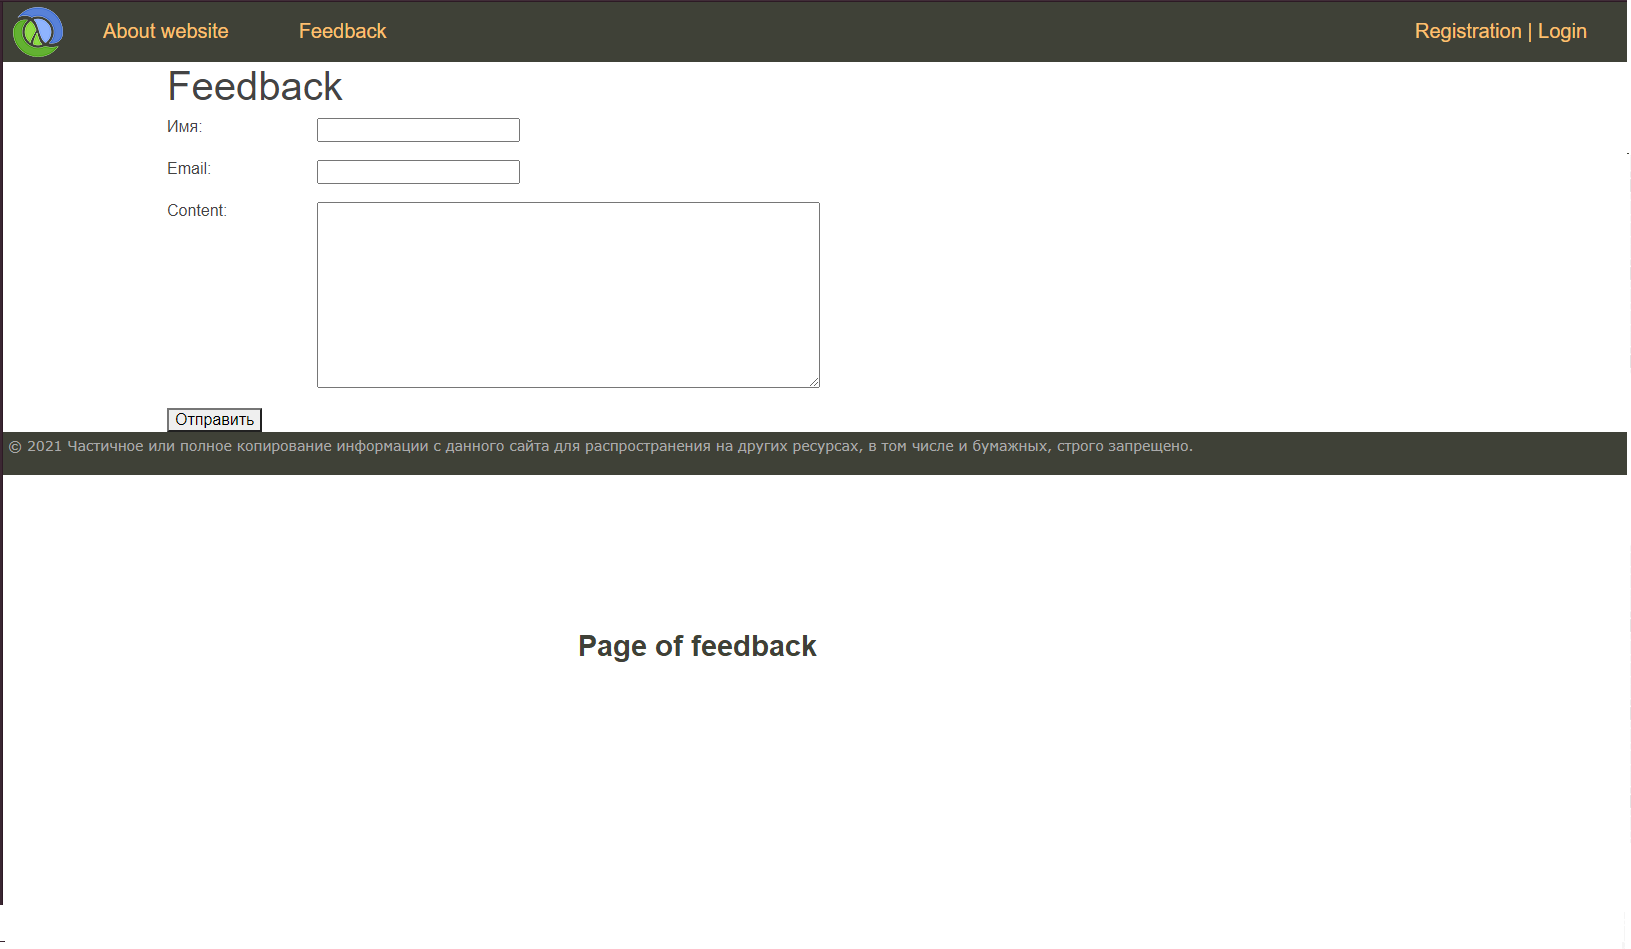 About website Feedback Registration | Login
Feedback
Имя:
Email:
Content:
Отправить
© 2021 Частичное или полное копирование информации с данного сайта для распространения на других ресурсах, в том числе и бумажных, строго запрещено.
Page of feedback